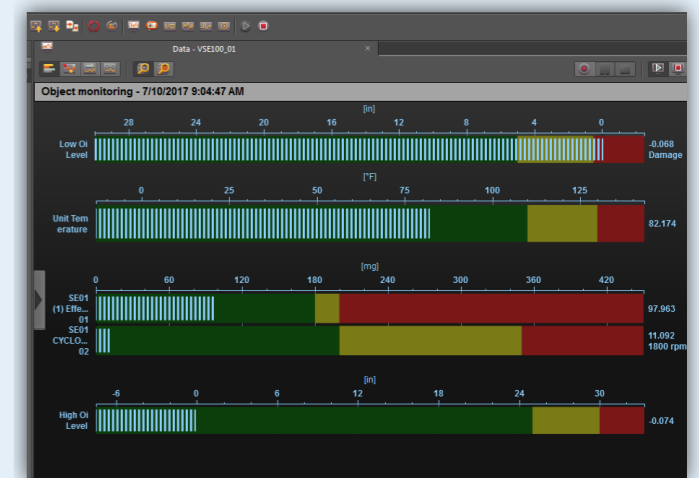 Data - VSE100_01
×
Object monitoring - 7/10/2017 9:04:47 AM
[in]
28 24 20 16 12 8 4 0
Low Oi
Level
-0.068
Damage
[°F]
0 25 50 75 100 125
Unit Tem
erature
82.174
[mg]
0 60 120 180 240 300 360 420
SE01
(1) Effe...
01
97.963
SE01
CYCLO...
02
11.092
1800 rpm
[in]
-6 0 6 12 18 24 30
High Oi
Level
-0.074